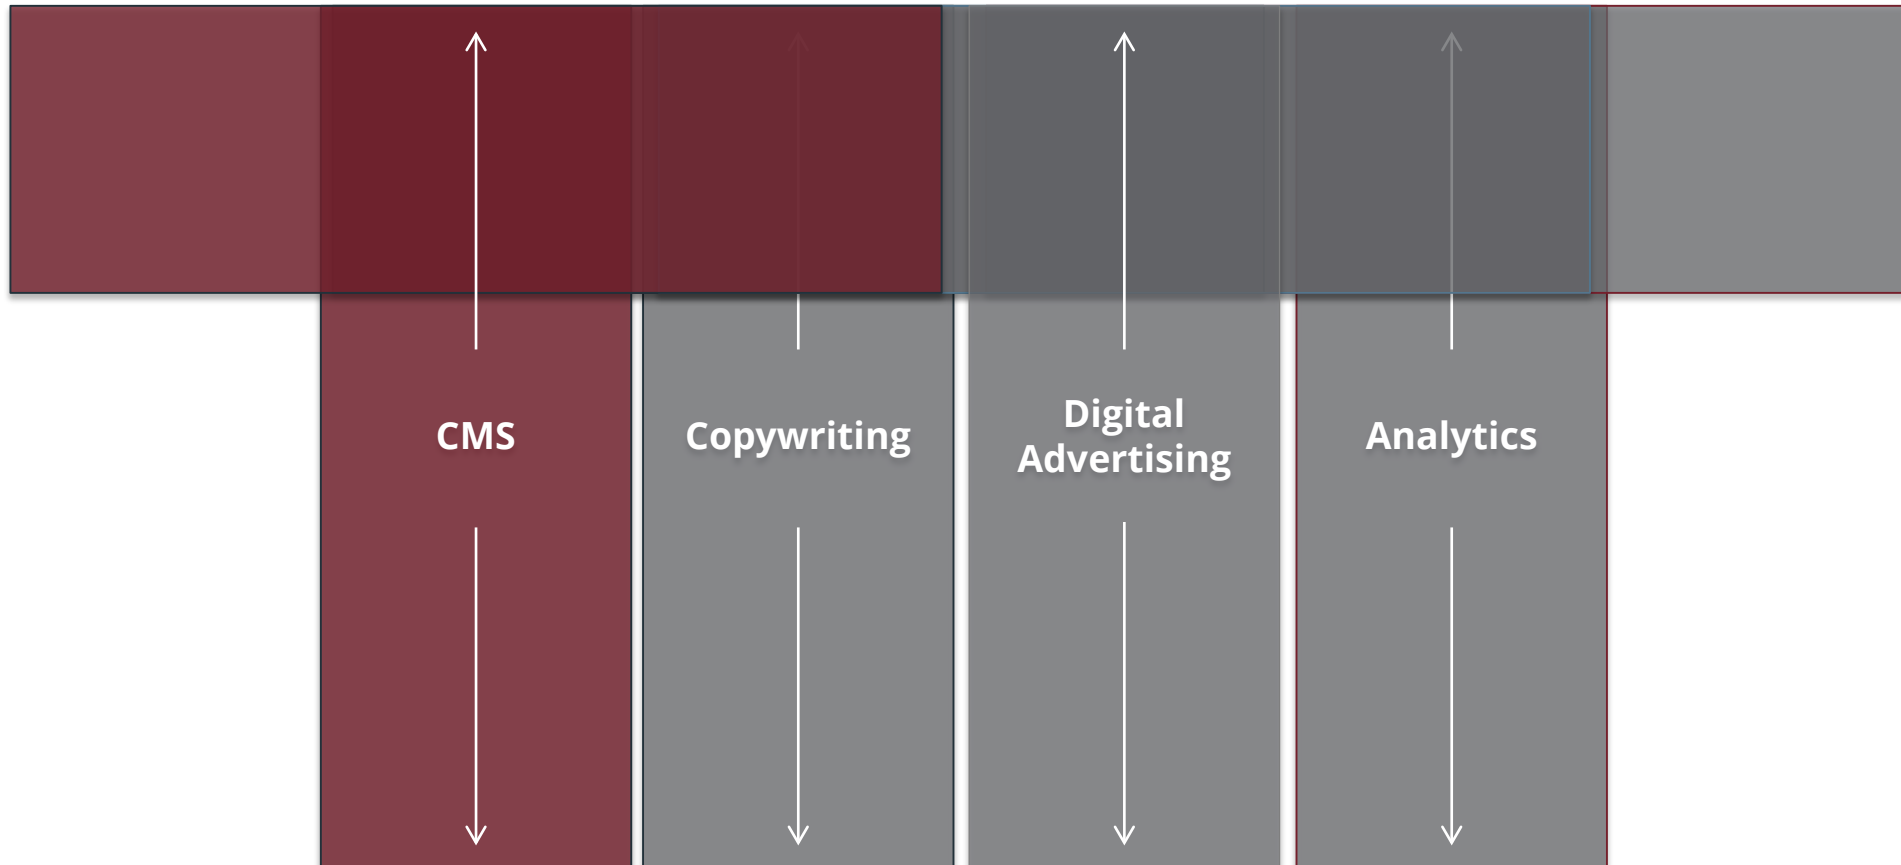 CMS
Copywriting
Digital
Advertising
Analytics